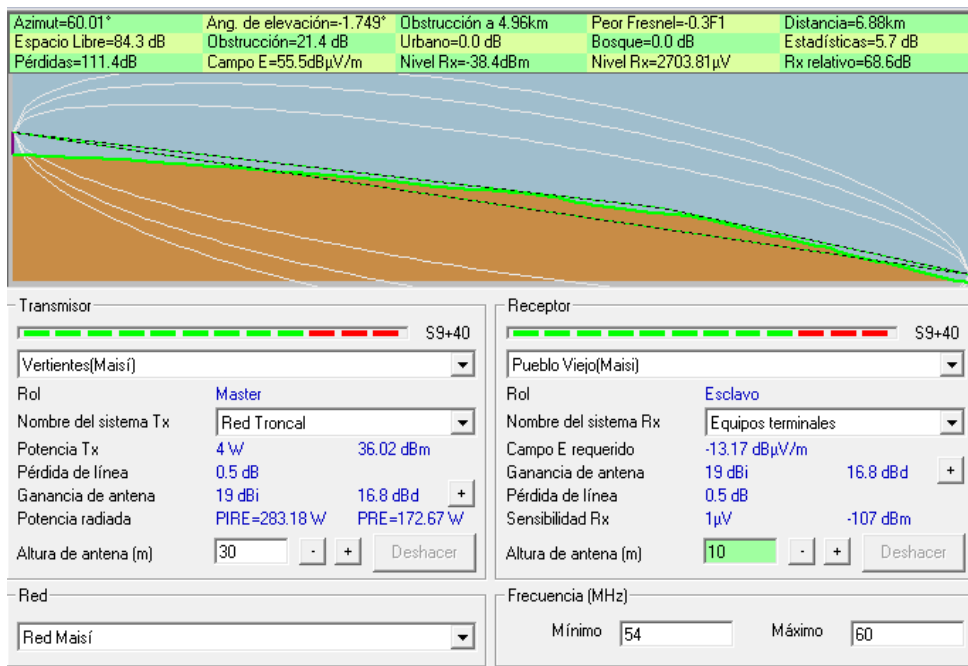 Azimut=60.01° Ang. de elevación=-1.749° Obstrucción a 4.96km Peor Fresnel=-0.3F1 Distancia=6.88km
Espacio Libre=84.3 dB Obstrucción=21.4 dB Urbano=0.0 dB Bosque=0.0 dB Estadísticas=5.7 dB
Pérdidas=111.4dB Campo E=55.5dBµV/m Nivel Rx=-38.4dBm Nivel Rx=2703.81µV Rx relativo=68.6dB
Transmisor
S9+40
Vertientes(Maisí)
Rol Master
Nombre del sistema Tx Red Troncal
Potencia Tx 4 W 36.02 dBm
Pérdida de línea 0.5 dB
Ganancia de antena 19 dBi 16.8 dBd +
Potencia radiada PIRE=283.18 W PRE=172.67 W
Altura de antena (m) 30 - + Deshacer
Receptor
S9+40
Pueblo Viejo(Maisi)
Rol Esclavo
Nombre del sistema Rx Equipos terminales
Campo E requerido -13.17 dBµV/m
Ganancia de antena 19 dBi 16.8 dBd +
Pérdida de línea 0.5 dB
Sensibilidad Rx 1µV -107 dBm
Altura de antena (m) 10 - + Deshacer
Red
Red Maisí
Frecuencia (MHz)
Mínimo 54 Máximo 60